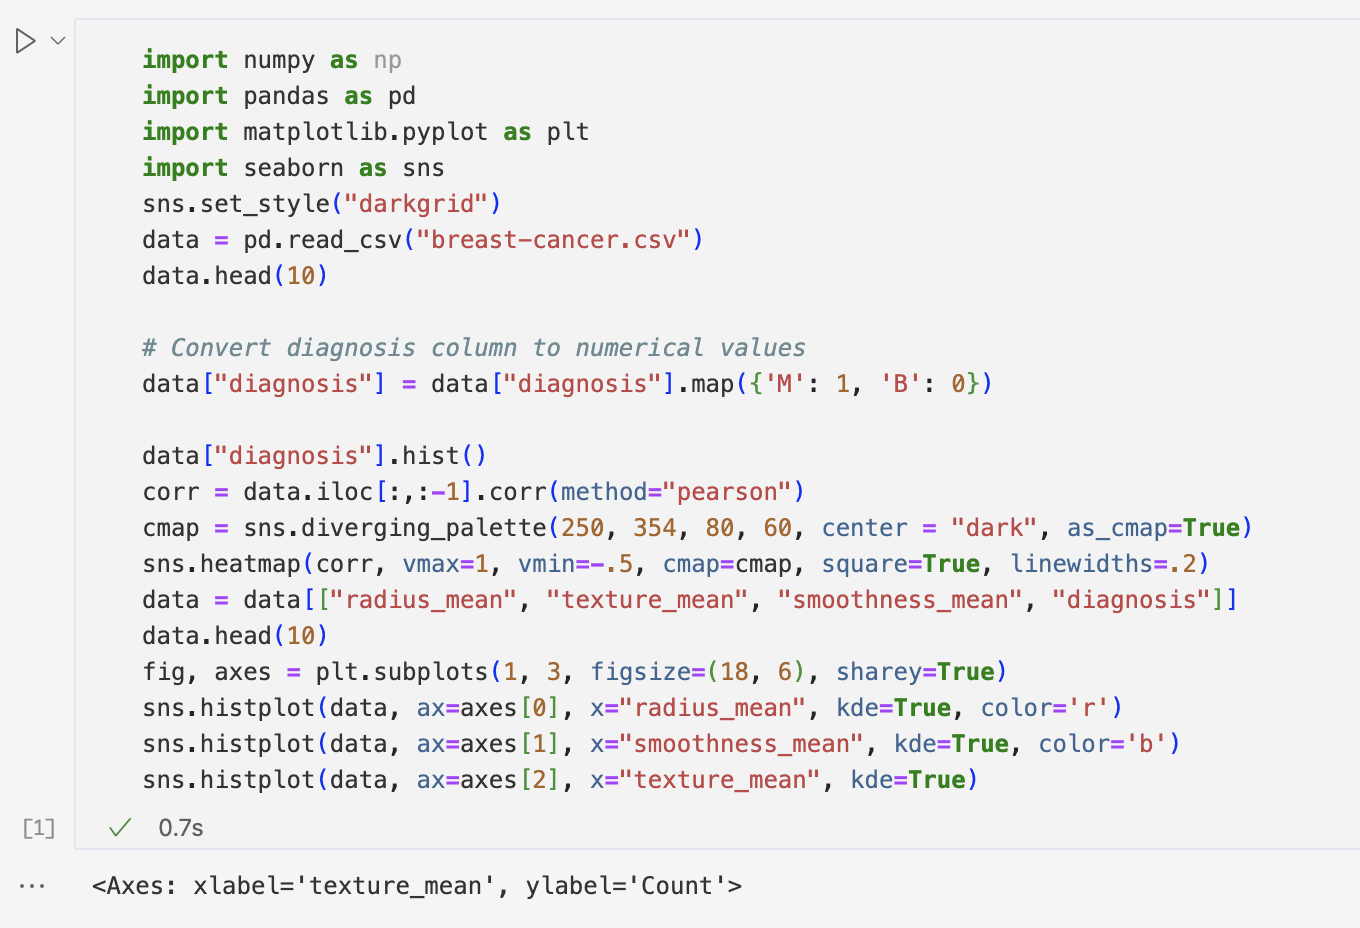 import numpy as np
import pandas as pd
import matplotlib.pyplot as plt
import seaborn as sns
sns.set_style("darkgrid")
data = pd.read_csv("breast-cancer.csv")
data.head(10)
# Convert diagnosis column to numerical values
data["diagnosis"] = data["diagnosis"].map({'M': 1, 'B': 0})
data["diagnosis"].hist()
corr = data.iloc[:,:-1].corr(method="pearson")
cmap = sns.diverging_palette(250, 354, 80, 60, center = "dark", as_cmap=True)
sns.heatmap(corr, vmax=1, vmin=-.5, cmap=cmap, square=True, linewidths=.2)
data = data[["radius_mean", "texture_mean", "smoothness_mean", "diagnosis"]]
data.head(10)
fig, axes = plt.subplots(1, 3, figsize=(18, 6), sharey=True)
sns.histplot(data, ax=axes[0], x="radius_mean", kde=True, color='r')
sns.histplot(data, ax=axes[1], x="smoothness_mean", kde=True, color='b')
sns.histplot(data, ax=axes[2], x="texture_mean", kde=True)
[1] 0.7s
<Axes: xlabel='texture_mean', ylabel='Count'>